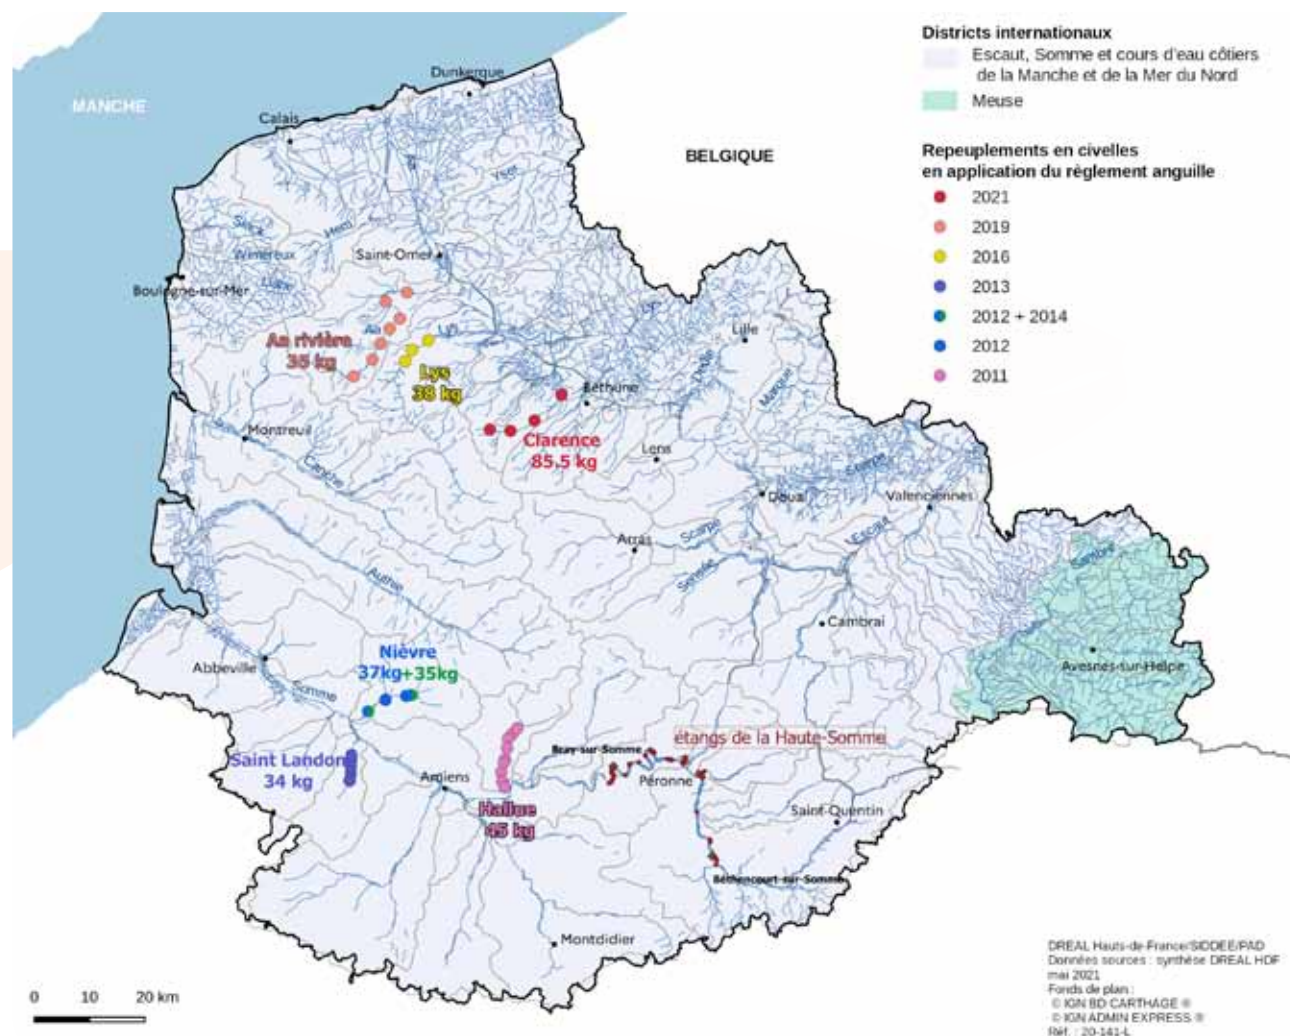 Districts internationaux
Escaut, Somme et cours d'eau côtiers
de la Manche et de la Mer du Nord
Meuse
Repeuplements en civelles
en application du règlement anguille
2021
2019
2016
2013
2012 + 2014
2012
2011
MANCHE
BELGIQUE
Dunkerque
Calais
Aa
Yser
Slack
Hem
Wimereux
Saint-Omer
Liane
Boulogne-sur-Mer
Lys
Aa
Lys
Lille
Aa rivière
35 kg
Lys
38 kg
Deûle
Marque
Béthune
Montreuil
Clarence
85.5 kg
Lens
Canche
Scarpe
Douai
Valenciennes
Arras
Scarpe
Escaut
Sensée
Sambre
Authie
Cambrai
Nièvre
37kg+35kg
Abbeville
Avesnes-sur-Helpe
Somme
étangs de la Haute-Somme
Bray-sur-Somme
Saint Landon
34 kg
Amiens
Péronne
Hallue
45 kg
Saint-Quentin
Béthencourt-sur-Somme
Montdidier
0 10 20 km
DREAL Hauts-de-France/SIDDEE/PAD
Données sources : synthèse DREAL HDF
mai 2021
Fonds de plan :
© IGN BD CARTHAGE ®
© IGN ADMIN EXPRESS ®
Réf. : 20-141-L